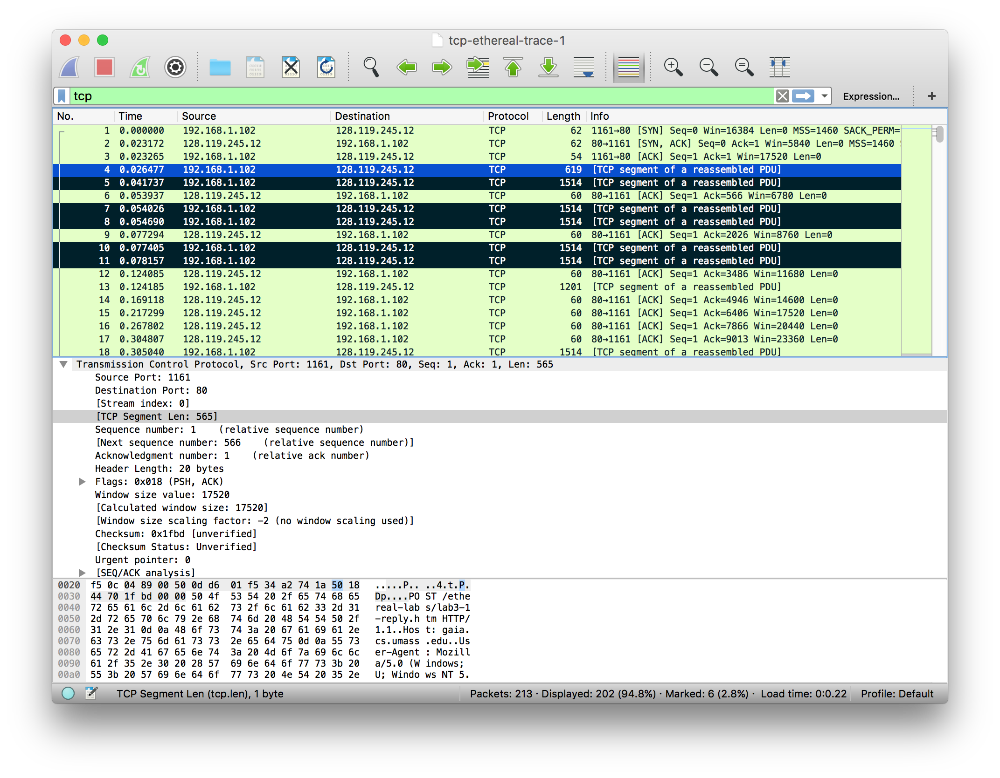 tcp-ethereal-trace-1
tcp
Expression... +
No. Time Source Destination Protocol Length Info
1 0.000000 192.168.1.102 128.119.245.12 TCP 62 1161→80 [SYN] Seq=0 Win=16384 Len=0 MSS=1460 SACK_PERM=
2 0.023172 128.119.245.12 192.168.1.102 TCP 62 80→1161 [SYN, ACK] Seq=0 Ack=1 Win=5840 Len=0 MSS=1460
3 0.023265 192.168.1.102 128.119.245.12 TCP 54 1161→80 [ACK] Seq=1 Ack=1 Win=17520 Len=0
4 0.026477 192.168.1.102 128.119.245.12 TCP 619 [TCP segment of a reassembled PDU]
5 0.041737 192.168.1.102 128.119.245.12 TCP 1514 [TCP segment of a reassembled PDU]
6 0.053937 128.119.245.12 192.168.1.102 TCP 60 80→1161 [ACK] Seq=1 Ack=566 Win=6780 Len=0
7 0.054026 192.168.1.102 128.119.245.12 TCP 1514 [TCP segment of a reassembled PDU]
8 0.054690 192.168.1.102 128.119.245.12 TCP 1514 [TCP segment of a reassembled PDU]
9 0.077294 128.119.245.12 192.168.1.102 TCP 60 80→1161 [ACK] Seq=1 Ack=2026 Win=8760 Len=0
10 0.077405 192.168.1.102 128.119.245.12 TCP 1514 [TCP segment of a reassembled PDU]
11 0.078157 192.168.1.102 128.119.245.12 TCP 1514 [TCP segment of a reassembled PDU]
12 0.124085 128.119.245.12 192.168.1.102 TCP 60 80→1161 [ACK] Seq=1 Ack=3486 Win=11680 Len=0
13 0.124185 192.168.1.102 128.119.245.12 TCP 1201 [TCP segment of a reassembled PDU]
14 0.169118 128.119.245.12 192.168.1.102 TCP 60 80→1161 [ACK] Seq=1 Ack=4946 Win=14600 Len=0
15 0.217299 128.119.245.12 192.168.1.102 TCP 60 80→1161 [ACK] Seq=1 Ack=6406 Win=17520 Len=0
16 0.267802 128.119.245.12 192.168.1.102 TCP 60 80→1161 [ACK] Seq=1 Ack=7866 Win=20440 Len=0
17 0.304807 128.119.245.12 192.168.1.102 TCP 60 80→1161 [ACK] Seq=1 Ack=9013 Win=23360 Len=0
18 0.305040 192.168.1.102 128.119.245.12 TCP 1514 [TCP segment of a reassembled PDU]
Transmission Control Protocol, Src Port: 1161, Dst Port: 80, Seq: 1, Ack: 1, Len: 565
Source Port: 1161
Destination Port: 80
[Stream index: 0]
[TCP Segment Len: 565]
Sequence number: 1 (relative sequence number)
[Next sequence number: 566 (relative sequence number)]
Acknowledgment number: 1 (relative ack number)
Header Length: 20 bytes
Flags: 0x018 (PSH, ACK)
Window size value: 17520
[Calculated window size: 17520]
[Window size scaling factor: -2 (no window scaling used)]
Checksum: 0x1fbd [unverified]
[Checksum Status: Unverified]
Urgent pointer: 0
[SEQ/ACK analysis]
0020 f5 0c 04 89 00 50 0d d6 01 f5 34 a2 74 1a 50 18 .....P.. ..4.t.P.
0030 44 70 1f bd 00 00 50 4f 53 54 20 2f 65 74 68 65 Dp....PO ST /ethe
0040 72 65 61 6c 2d 6c 61 62 73 2f 6c 61 62 33 2d 31 real-lab s/lab3-1
0050 2d 72 65 70 6c 79 2e 68 74 6d 20 48 54 54 50 2f -reply.h tm HTTP/
0060 31 2e 31 0d 0a 48 6f 73 74 3a 20 67 61 69 61 2e 1.1..Hos t: gaia.
0070 63 73 2e 75 6d 61 73 73 2e 65 64 75 0d 0a 55 73 cs.umass .edu..Us
0080 65 72 2d 41 67 65 6e 74 3a 20 4d 6f 7a 69 6c 6c er-Agent : Mozill
0090 61 2f 35 2e 30 20 28 57 69 6e 64 6f 77 73 3b 20 a/5.0 (W indows;
00a0 55 3b 20 57 69 6e 64 6f 77 73 20 4e 54 20 35 2e U; Windo ws NT 5.
TCP Segment Len (tcp.len), 1 byte Packets: 213 · Displayed: 202 (94.8%) · Marked: 6 (2.8%) · Load time: 0:0.22 Profile: Default